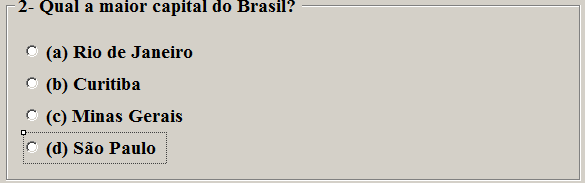 2- Qual a maior capital do Brasil?
(a) Rio de Janeiro
(b) Curitiba
(c) Minas Gerais
(d) São Paulo